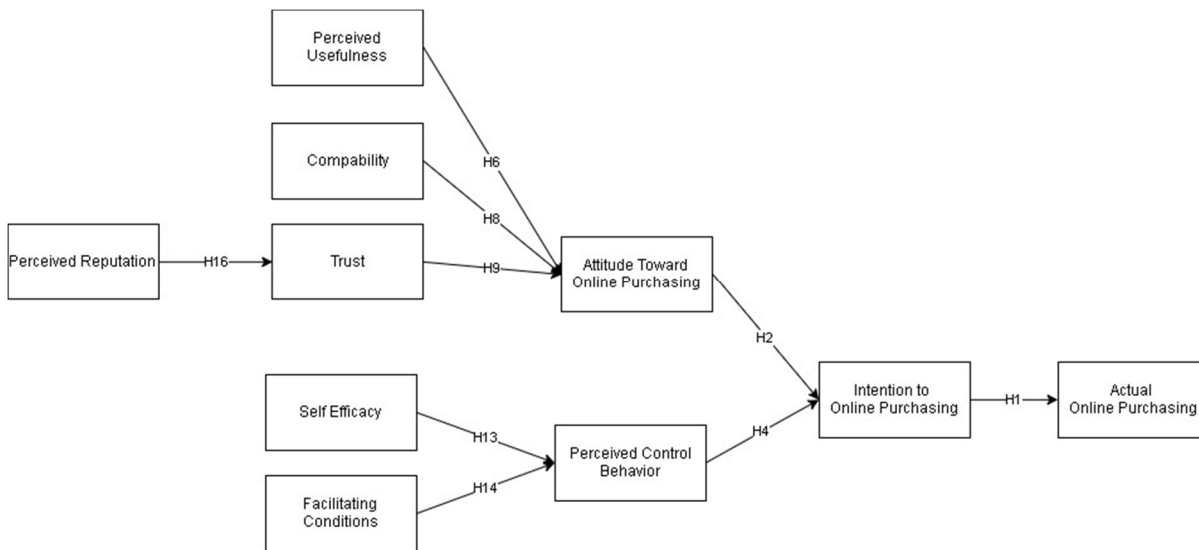 Perceived
Usefulness
H6
Compability
H8
Perceived Reputation
H16
Trust
H9
Attitude Toward
Online Purchasing
H2
Self Efficacy
H13
Facilitating
Conditions
H14
Perceived Control
Behavior
H4
Intention to
Online Purchasing
H1
Actual
Online Purchasing